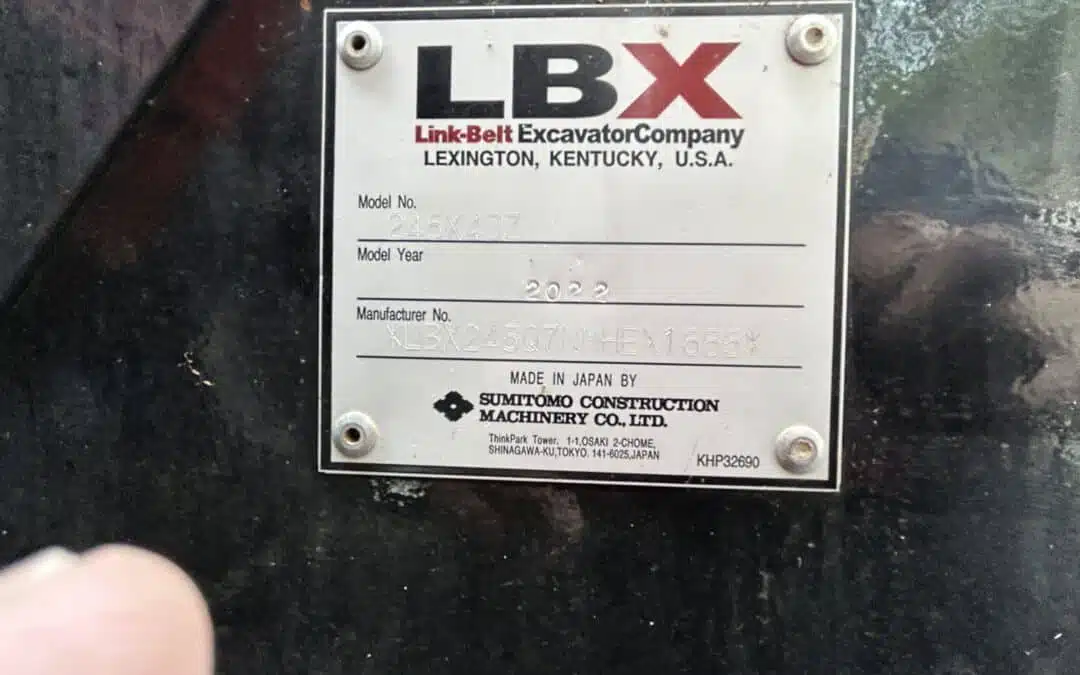 LBX
Link-Belt ExcavatorCompany
LEXINGTON, KENTUCKY, U.S.A.
Model No.
Model Year
2022
Manufacturer No.
MADE IN JAPAN BY
SUMITOMO CONSTRUCTION
MACHINERY CO., LTD.
ThinkPark Tower, 1-1,OSAKI 2-CHOME,
SHINAGAWA-KU,TOKYO. 141-6025,JAPAN
KHP32690